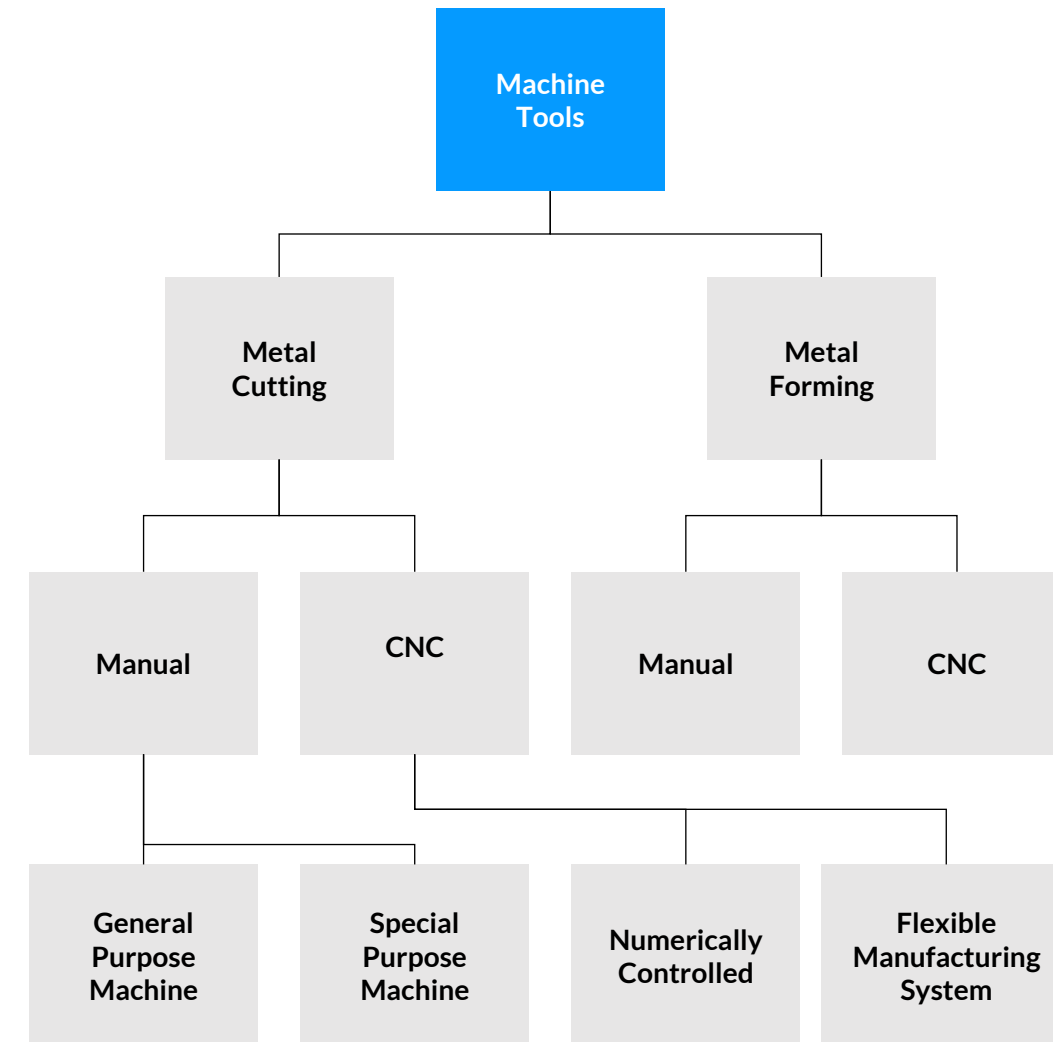 Machine
Tools
Metal
Cutting
Metal
Forming
Manual
CNC
Manual
CNC
General
Purpose
Machine
Special
Purpose
Machine
Numerically
Controlled
Flexible
Manufacturing
System